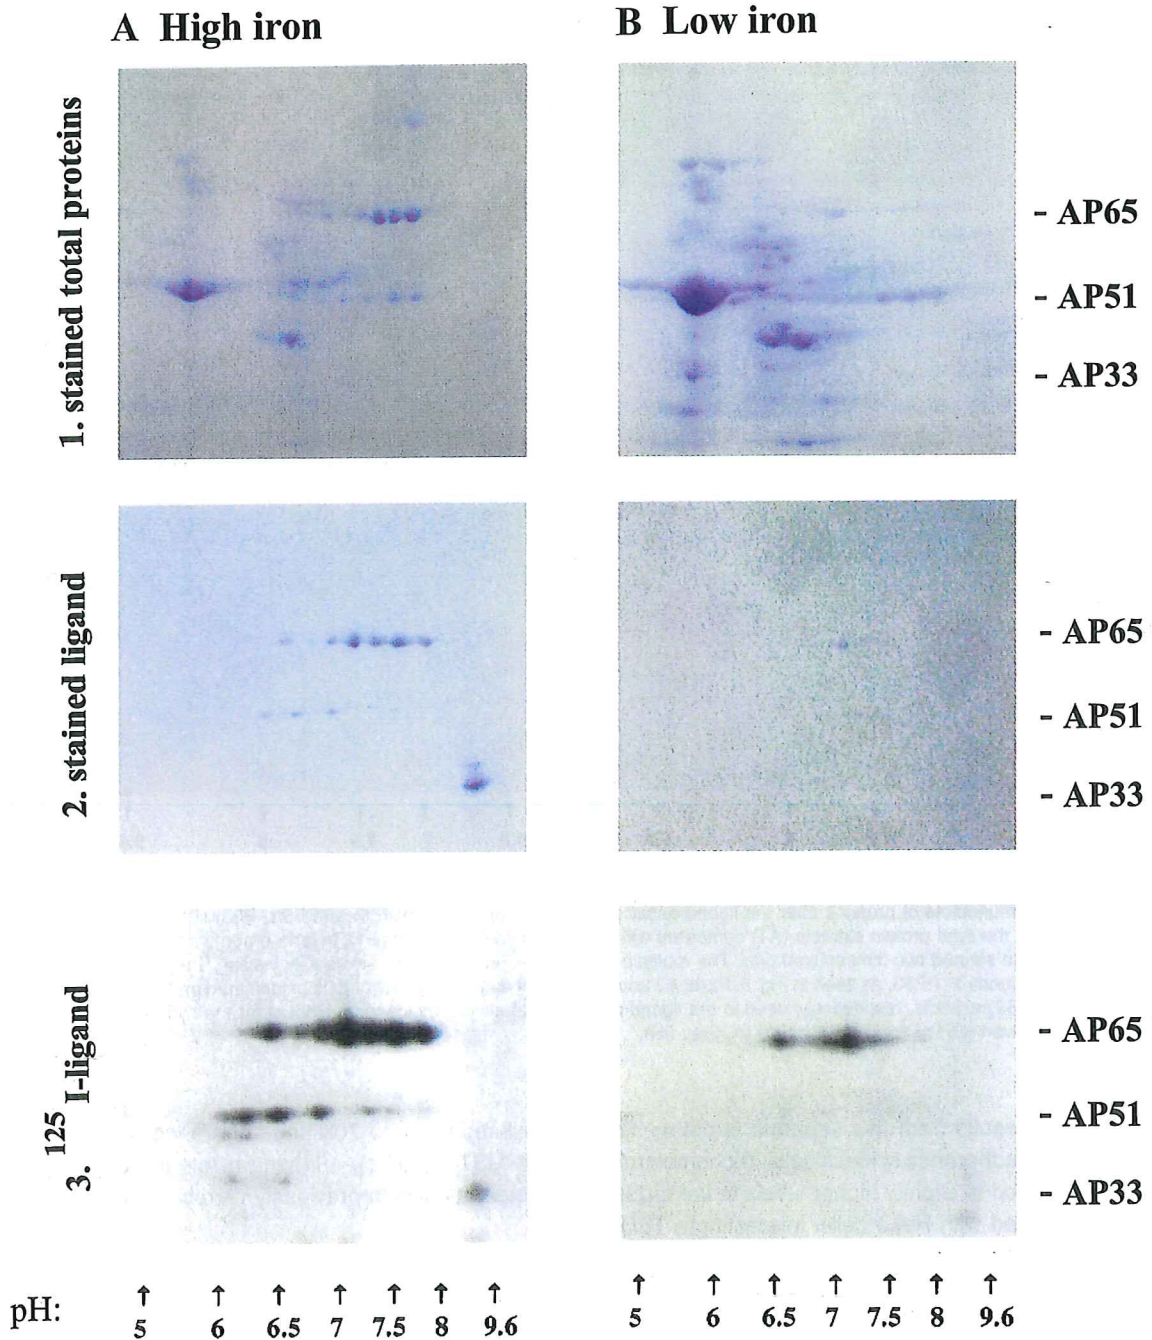 A High iron
B Low iron
1. stained total proteins
- AP65
- AP51
- AP33
2. stained ligand
- AP65
- AP51
- AP33
3. 125 I-ligand
- AP65
- AP51
- AP33
pH:
5 6 6.5 7 7.5 8 9.6
5 6 6.5 7 7.5 8 9.6